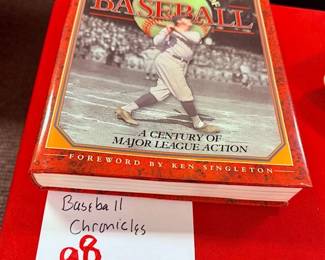 BASEBALL
A CENTURY OF
MAJOR LEAGUE ACTION
FOREWORD BY KEN SINGLETON
Baseball
Chronicles
98